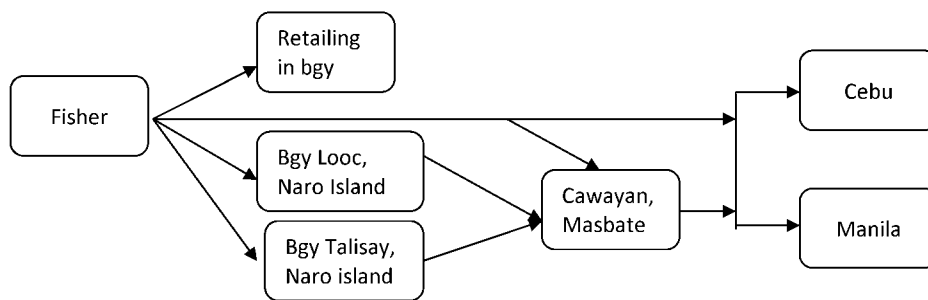 Retailing
in bgy
Fisher
Cebu
Bgy Looc,
Naro Island
Cawayan,
Masbate
Manila
Bgy Talisay,
Naro island